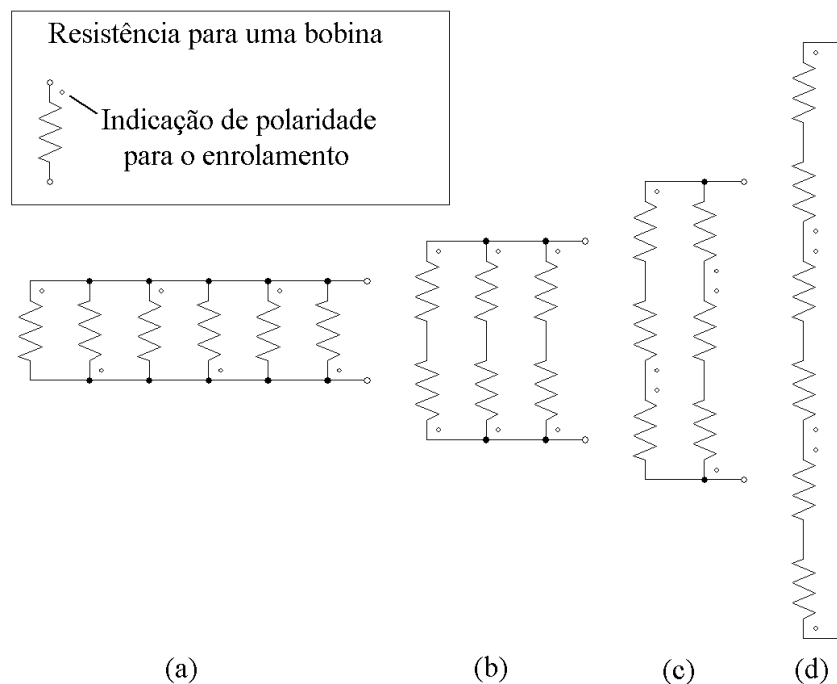 Resistência para uma bobina
Indicação de polaridade
para o enrolamento
(a)
(b)
(c)
(d)